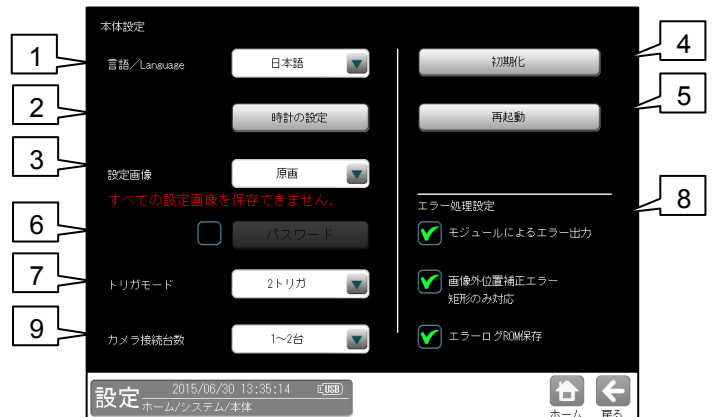 本体設定
1
言語/Language
日本語
初期化
4
2
時計の設定
再起動
5
3
設定画像
原画
すべての設定画像を保存できません。
エラー処理設定
8
6
パスワード
モジュールによるエラー出力
7
トリガモード
2トリガ
画像外位置補正エラー
矩形のみ対応
9
カメラ接続台数
1~2台
エラーログROM保存
設定
2015/06/30 13:35:14
USB
ホーム/システム/本体
ホーム
戻る